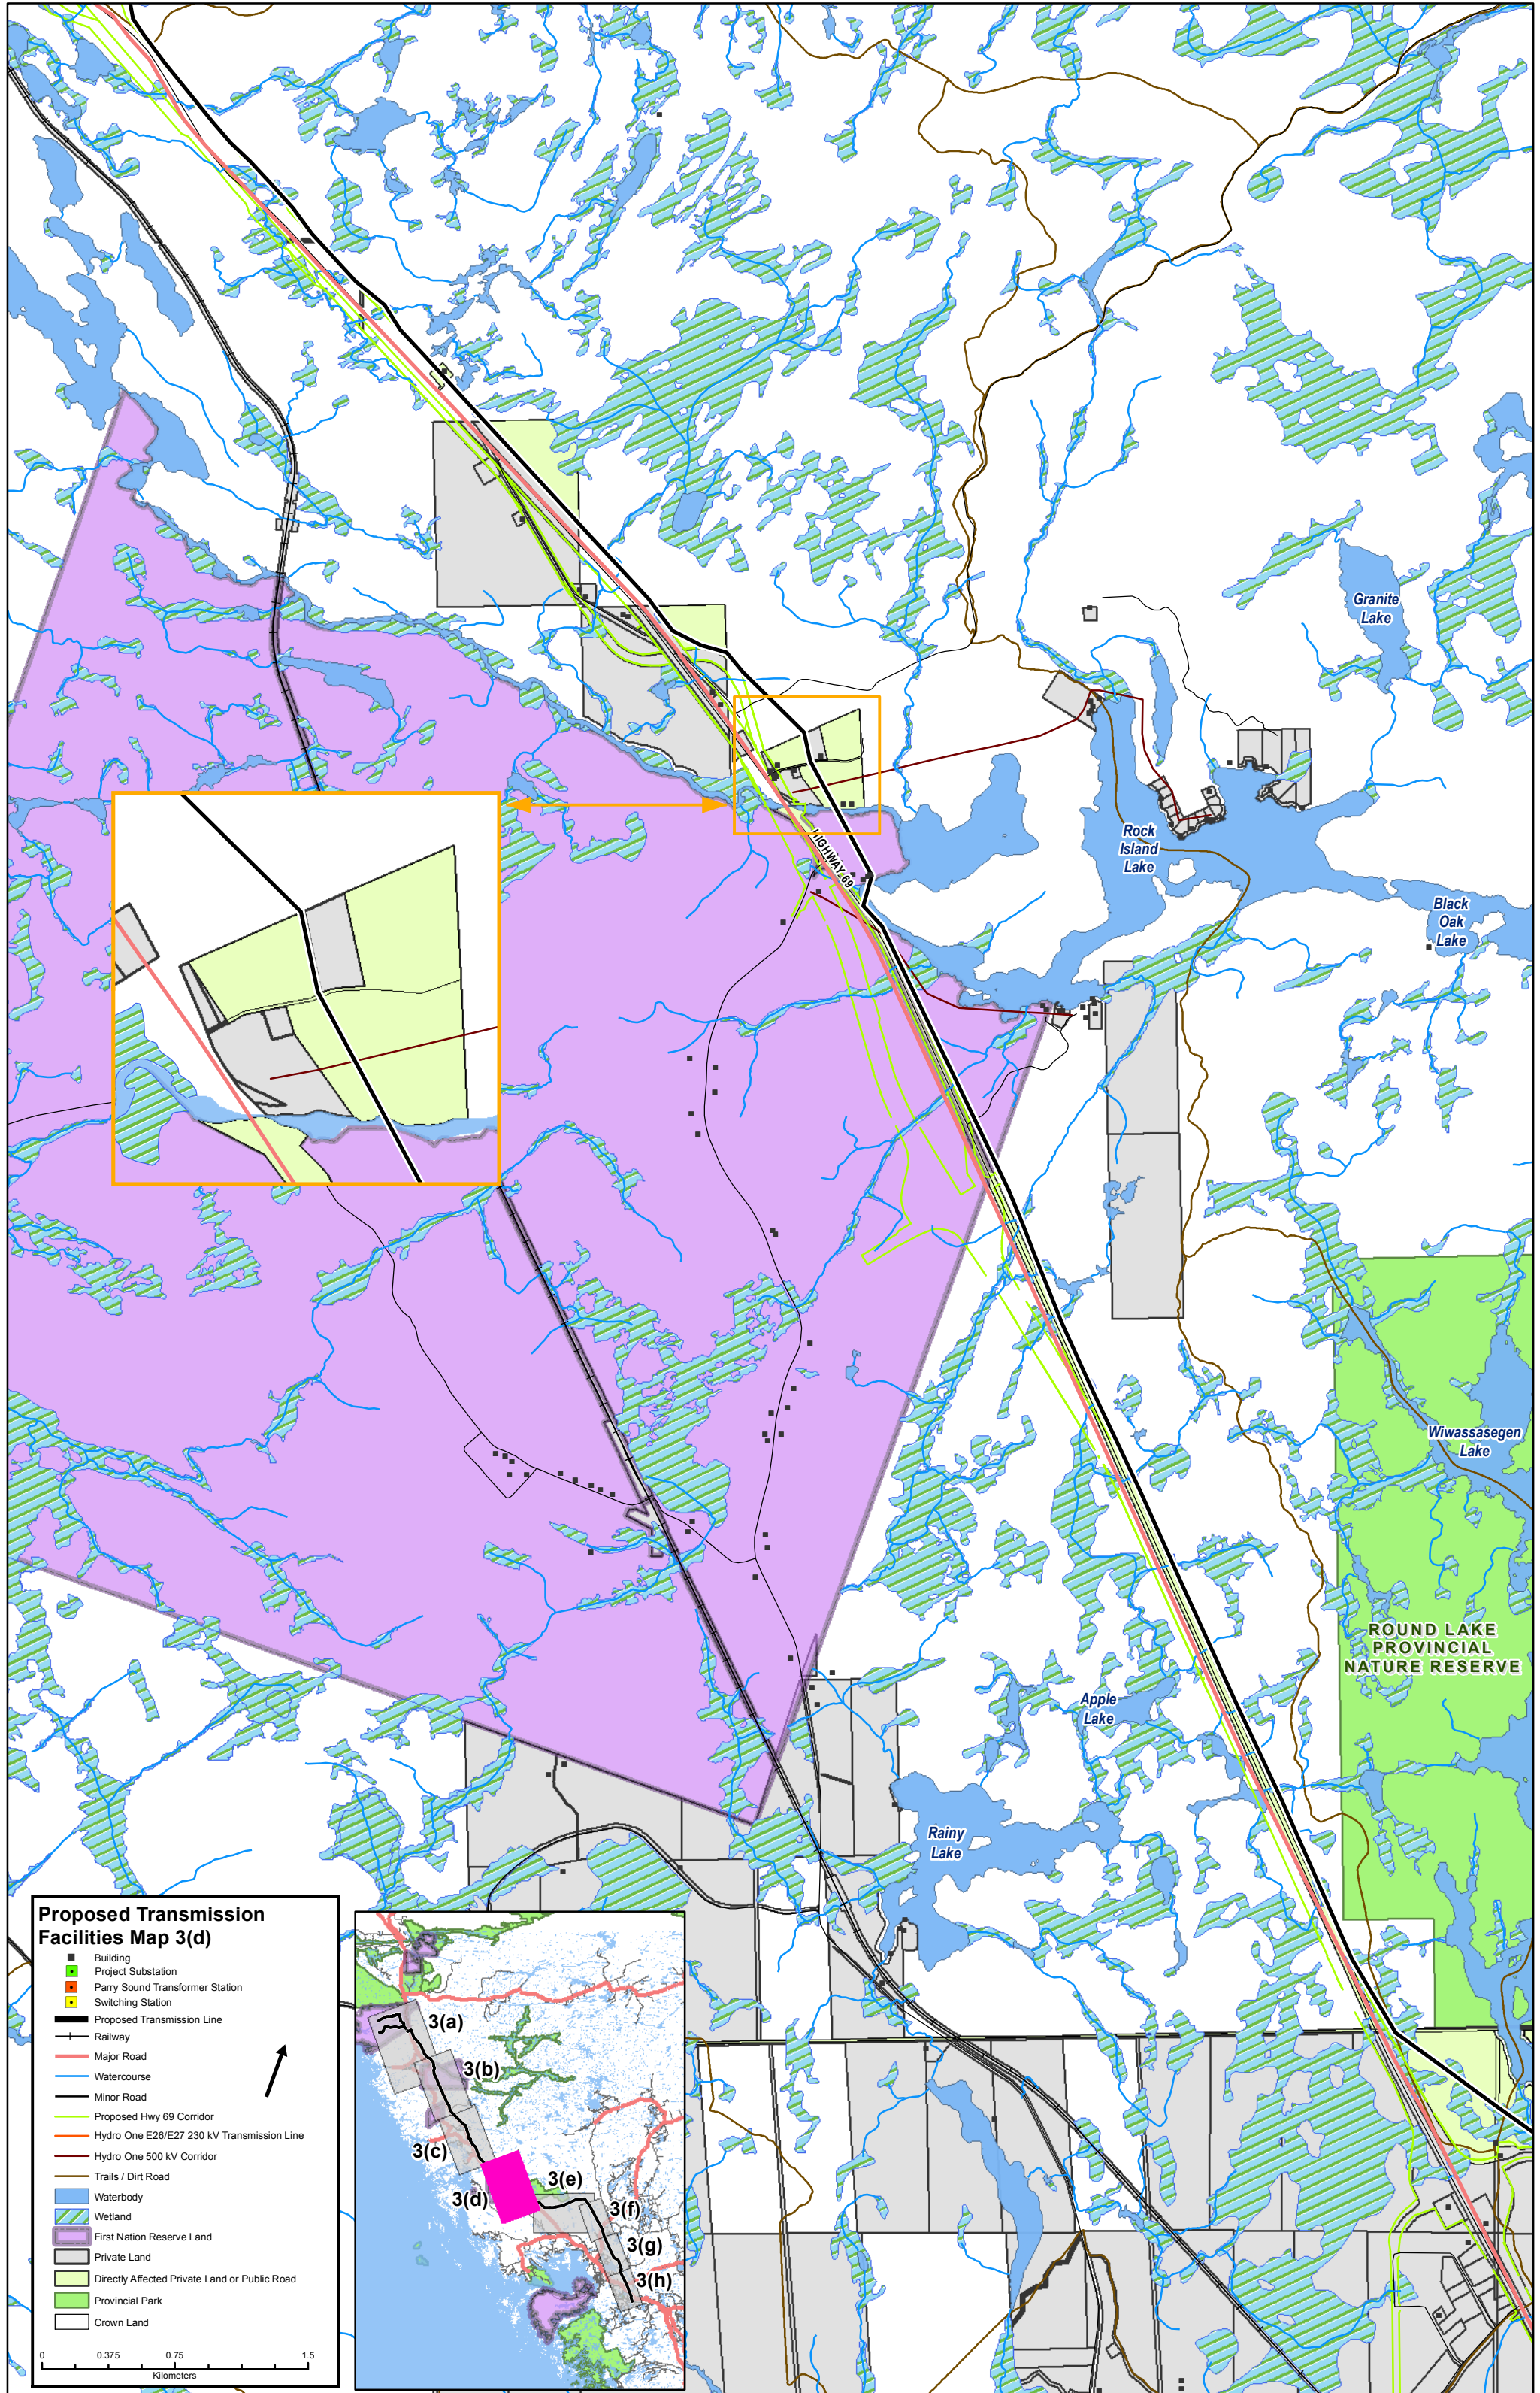 Granite
Lake
Rock
Island
Lake
HIGHWAY 69
Black
Oak
Lake
Wiwassasegen
Lake
ROUND LAKE
PROVINCIAL
NATURE RESERVE
Apple
Lake
Rainy
Lake
Proposed Transmission
Facilities Map 3(d)
Building
Project Substation
Parry Sound Transformer Station
Switching Station
Proposed Transmission Line
Railway
Major Road
Watercourse
Minor Road
Proposed Hwy 69 Corridor
Hydro One E26/E27 230 kV Transmission Line
Hydro One 500 kV Corridor
Trails / Dirt Road
Waterbody
Wetland
First Nation Reserve Land
Private Land
Directly Affected Private Land or Public Road
Provincial Park
Crown Land
0 0.375 0.75 1.5
Kilometers
3(a)
3(b)
3(c)
3(d)
3(e)
3(f)
3(g)
3(h)